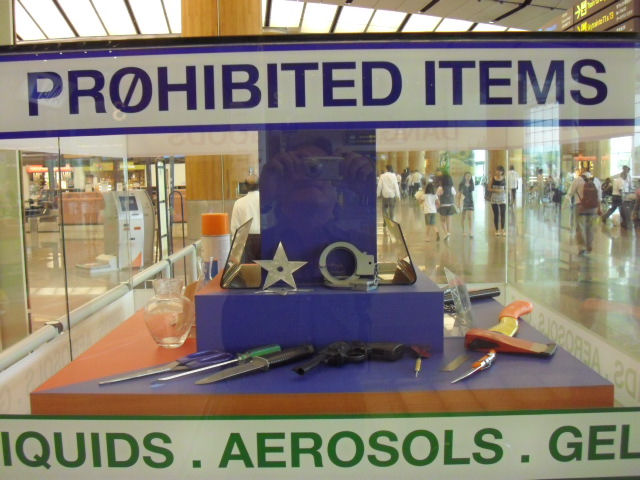 PRØHIBITED ITEMS
IQUIDS . AEROSOLS . GEL